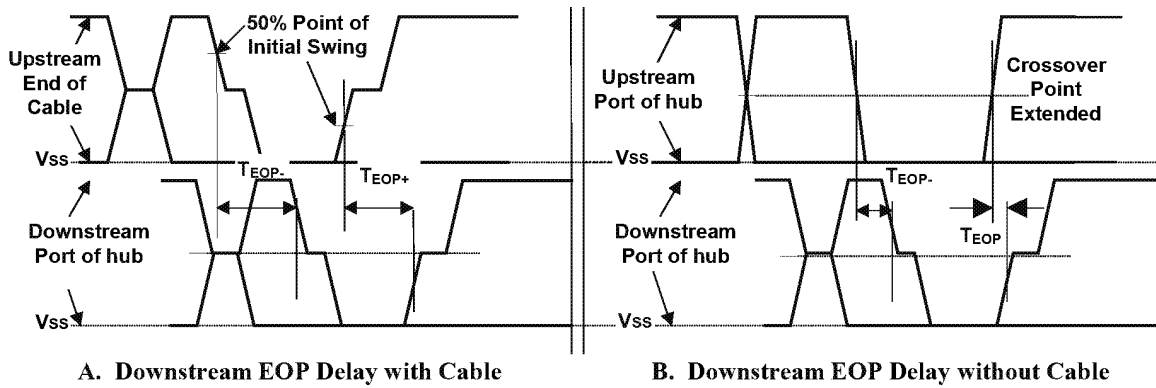 50% Point of
Initial Swing
Upstream
End of
Cable
VSS
TEOP-
TEOP+
Downstream
Port of hub
VSS
A. Downstream EOP Delay with Cable
Upstream
Port of hub
Crossover
Point
Extended
VSS
TEOP-
TEOP
Downstream
Port of hub
VSS
B. Downstream EOP Delay without Cable